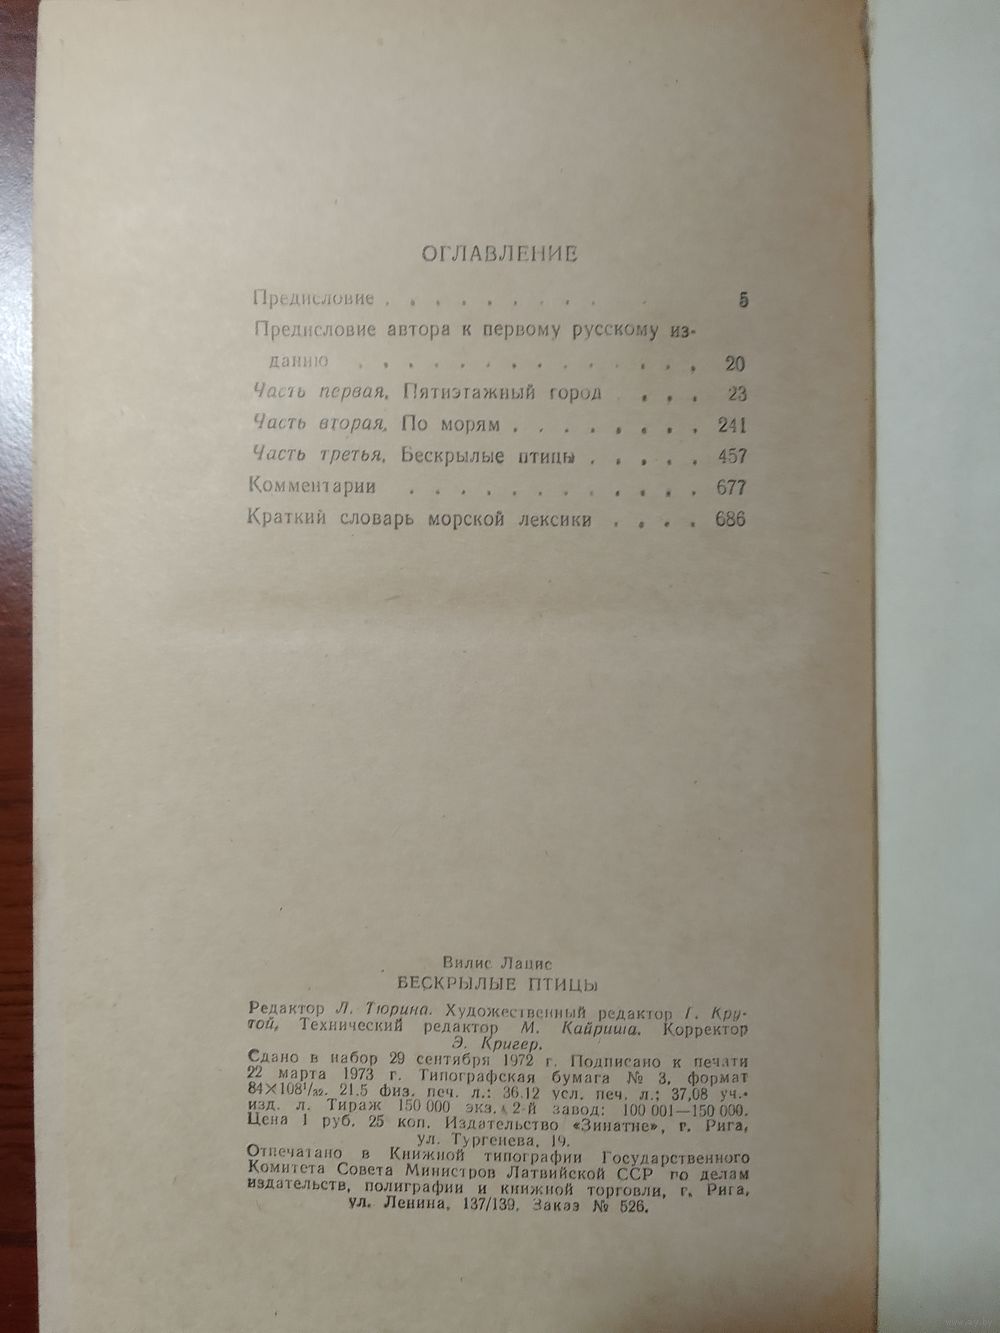 ОГЛАВЛЕНИЕ
Предисловие . . . . . . . . . . 5
Предисловие автора к первому русскому из-
данию . . . . . . . . . . . . . . 20
Часть первая. Пятиэтажный город . . . 23
Часть вторая. По морям . . . . . . . . 241
Часть третья. Бескрылые птицы . . . . . 457
Комментарии . . . . . . . . . . . . 677
Краткий словарь морской лексики . . . . 686
Вилис Лацис
БЕСКРЫЛЫЕ ПТИЦЫ
Редактор Л. Тюрина. Художественный редактор Г. Кру-
той. Технический редактор М. Кайриша. Корректор
Э. Кригер.
Сдано в набор 29 сентября 1972 г. Подписано к печати
22 марта 1973 г. Типографская бумага № 3, формат
84×108¹/₃₂. 21.5 физ. печ. л.; 36.12 усл. печ. л.; 37,08 уч.-
изд. л. Тираж 150 000 экз. 2-й завод: 100 001—150 000.
Цена 1 руб. 25 коп. Издательство «Зинатне», г. Рига,
ул. Тургенева, 19.
Отпечатано в Книжной типографии Государственного
Комитета Совета Министров Латвийской ССР по делам
издательств, полиграфии и книжной торговли, г. Рига,
ул. Ленина, 137/139. Заказ № 526.
www.ay.by